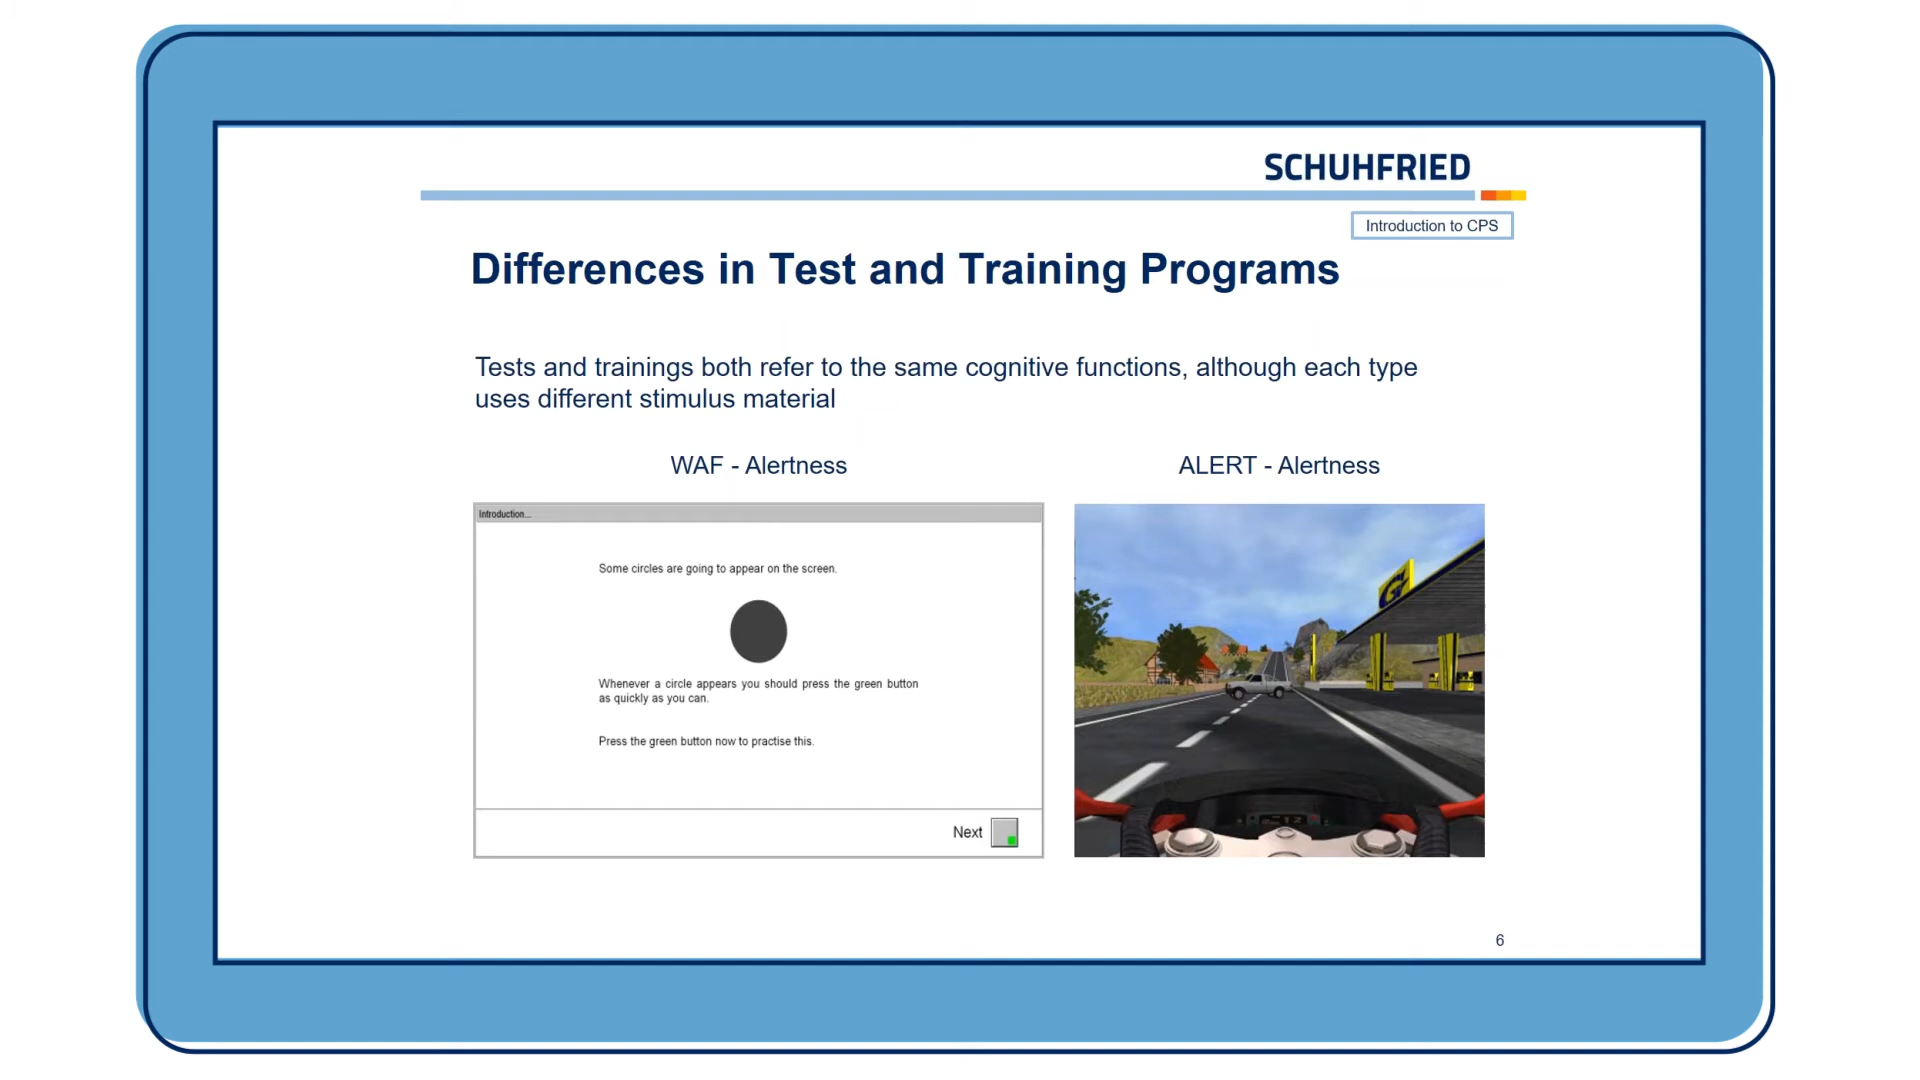 SCHUHFRIED
Introduction to CPS
Differences in Test and Training Programs
Tests and trainings both refer to the same cognitive functions, although each type
uses different stimulus material
WAF - Alertness
ALERT - Alertness
Introduction...
Some circles are going to appear on the screen.
Whenever a circle appears you should press the green button
as quickly as you can.
Press the green button now to practise this.
Next
6